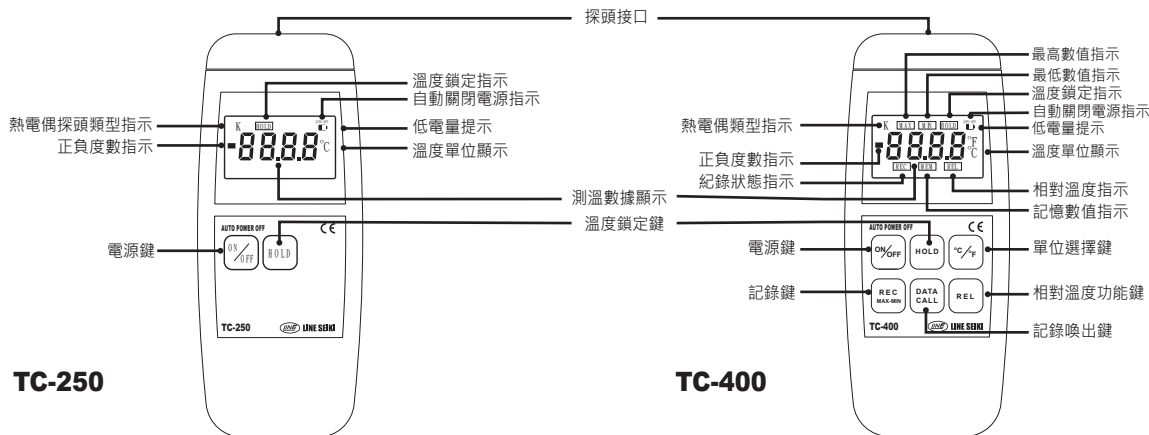 探頭接口
溫度鎖定指示
自動關閉電源指示
熱電偶探頭類型指示
低電量提示
正負度數指示
溫度單位顯示
K
HOLD
88.8.8
°C
測溫數據顯示
溫度鎖定鍵
AUTO POWER OFF
CE
電源鍵
ON/OFF
HOLD
TC-250
LINE SEIKI
TC-250
最高數值指示
最低數值指示
溫度鎖定指示
自動關閉電源指示
熱電偶類型指示
低電量提示
正負度數指示
溫度單位顯示
紀錄狀態指示
相對溫度指示
記憶數值指示
K
MAX
MIN
HOLD
88.8.8
°F
°C
REC
MEM
REL
AUTO POWER OFF
CE
電源鍵
ON/OFF
HOLD
°C/°F
單位選擇鍵
記錄鍵
REC
MAX-MIN
DATA
CALL
REL
相對溫度功能鍵
記錄喚出鍵
TC-400
LINE SEIKI
TC-400